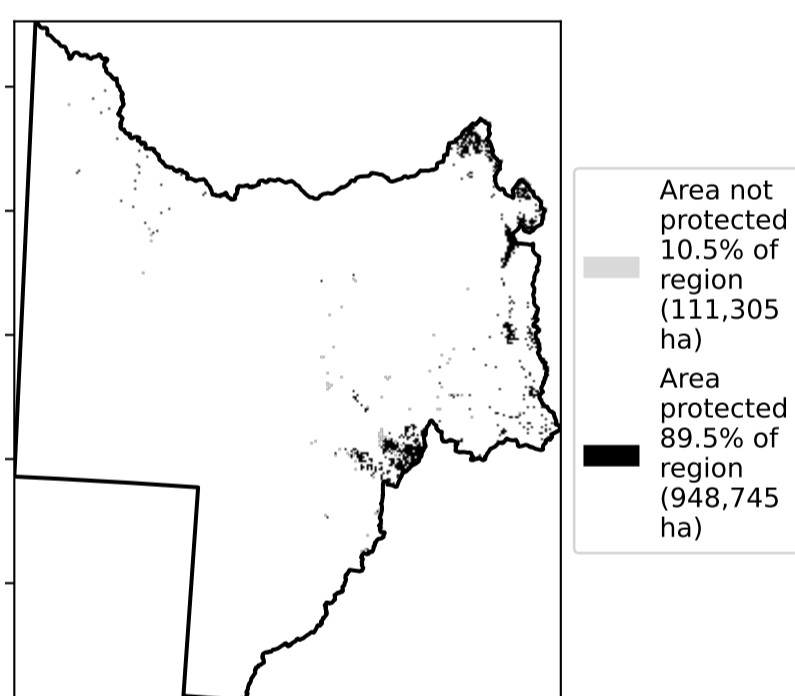 Area not
protected
10.5% of
region
(111,305
ha)
Area
protected
89.5% of
region
(948,745
ha)